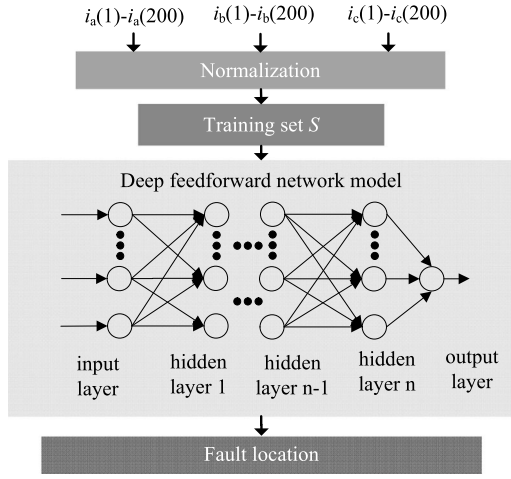 ia(1)-ia(200) ib(1)-ib(200) ic(1)-ic(200)
Normalization
Training set S
Deep feedforward network model
input layer
hidden layer 1
hidden layer n-1
hidden layer n
output layer
Fault location